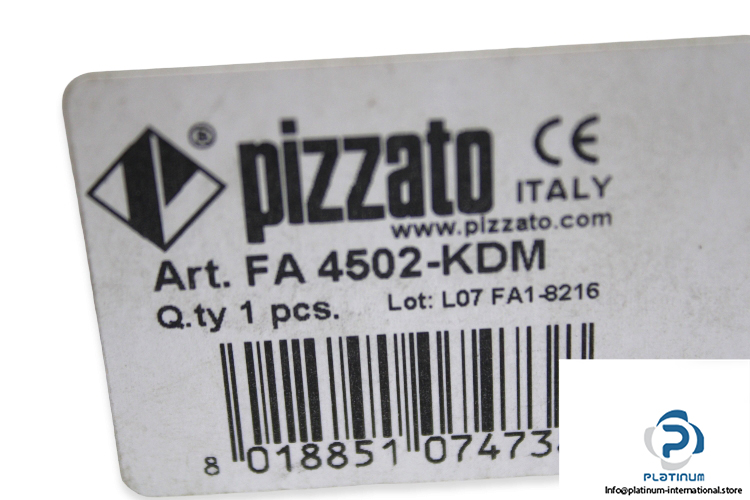 ®
pizzato CE
ITALY
www.pizzato.com
Art. FA 4502-KDM
Q.ty 1 pcs. Lot: L07 FA1-8216
8 018851 07473
PLATINUM
Info@platinum-international.store